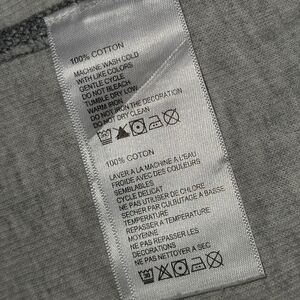 100% COTTON
MACHINE WASH COLD
WITH LIKE COLORS
GENTLE CYCLE
DO NOT BLEACH
TUMBLE DRY LOW
WARM IRON
DO NOT IRON THE DECORATION
DO NOT DRY CLEAN
100% COTON
LAVER A LA MACHINE A L'EAU
FROIDE AVEC DES COULEURS
SEMBLABLES
CYCLE DELICAT
NE PAS UTILISER DE CHLORE
SECHER PAR CULBUTAGE A BASSE
TEMPERATURE
REPASSER A TEMPERATURE
MOYENNE
NE PAS REPASSER LES
DECORATIONS
NE PAS NETTOYER A SEC